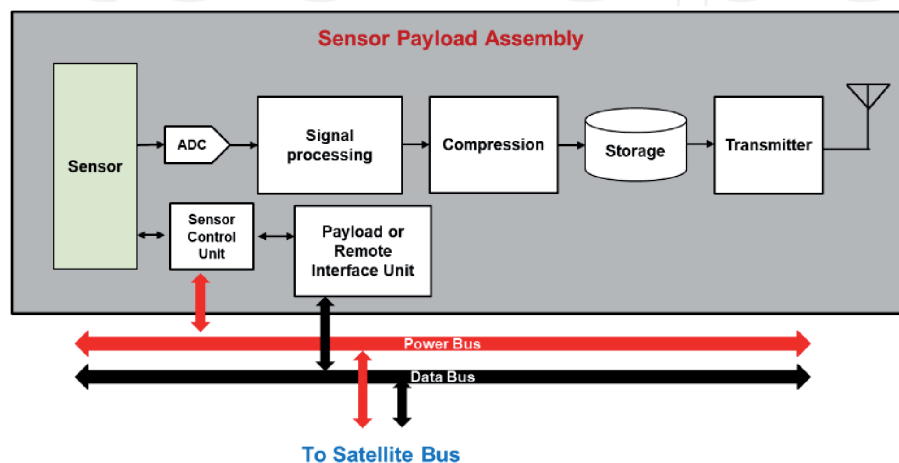 Sensor Payload Assembly
Sensor
ADC
Signal
processing
Compression
Storage
Transmitter
Sensor
Control
Unit
Payload or
Remote
Interface Unit
Power Bus
Data Bus
To Satellite Bus